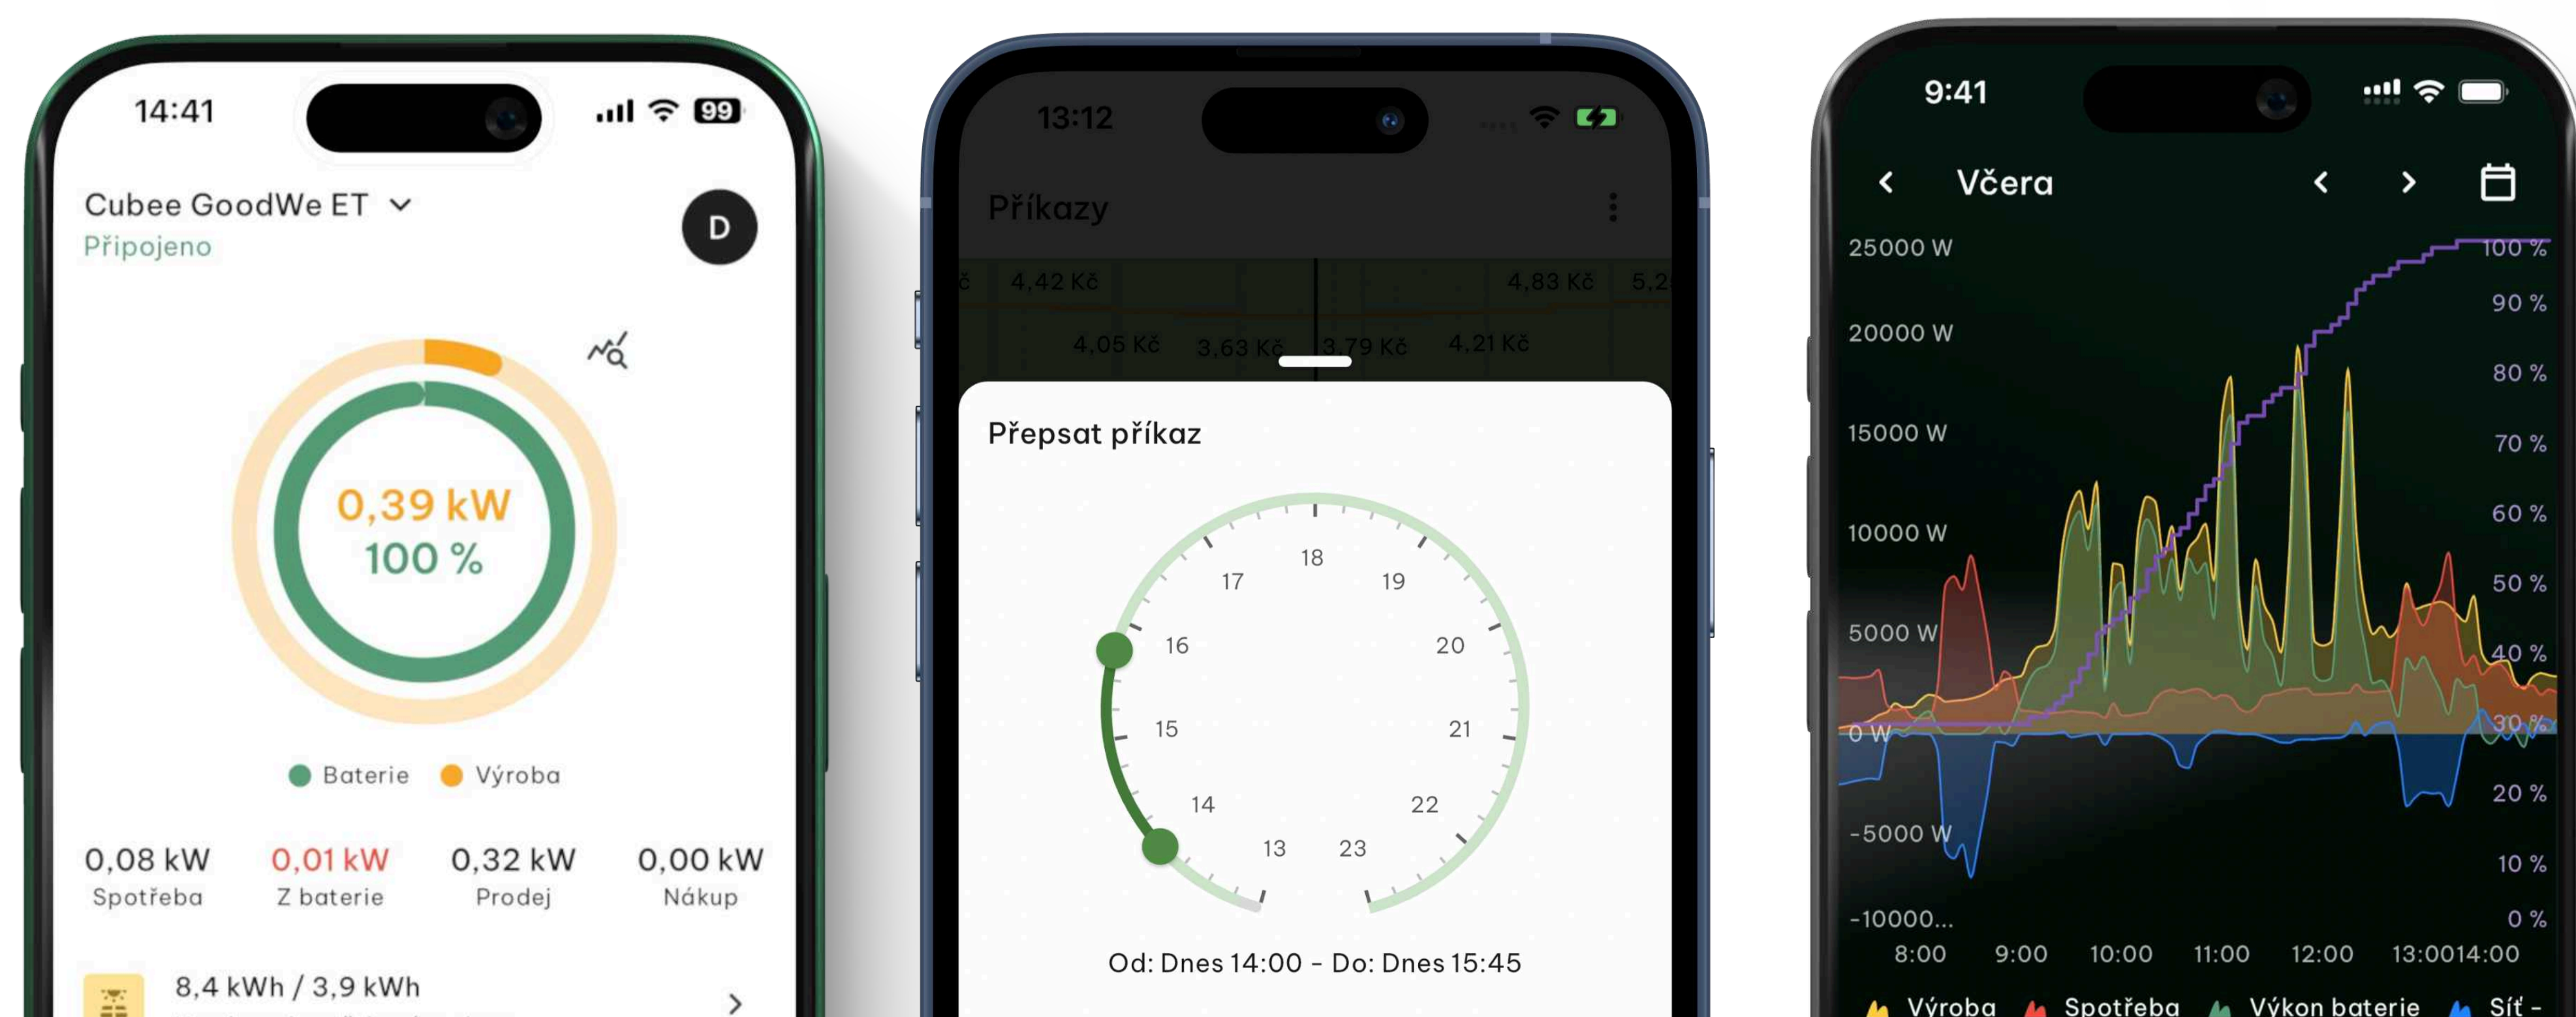 14:41
99
Cubee GoodWe ET
Připojeno
D
0,39 kW
100 %
Baterie Výroba
0,08 kW 0,01 kW 0,32 kW 0,00 kW
Spotřeba Z baterie Prodej Nákup
8,4 kWh / 3,9 kWh
13:12
Příkazy
4,42 Kč 4,83 Kč
4,05 Kč 3,63 Kč 3,79 Kč 4,21 Kč
Přepsat příkaz
18
17 19
16 20
15 21
14 22
13 23
Od: Dnes 14:00 – Do: Dnes 15:45
9:41
Včera
25000 W 100 %
90 %
20000 W
80 %
15000 W 70 %
10000 W 60 %
50 %
5000 W 40 %
0 W 30 %
20 %
-5000 W
10 %
-10000... 0 %
8:00 9:00 10:00 11:00 12:00 13:00 14:00
Výroba Spotřeba Výkon baterie Síť -